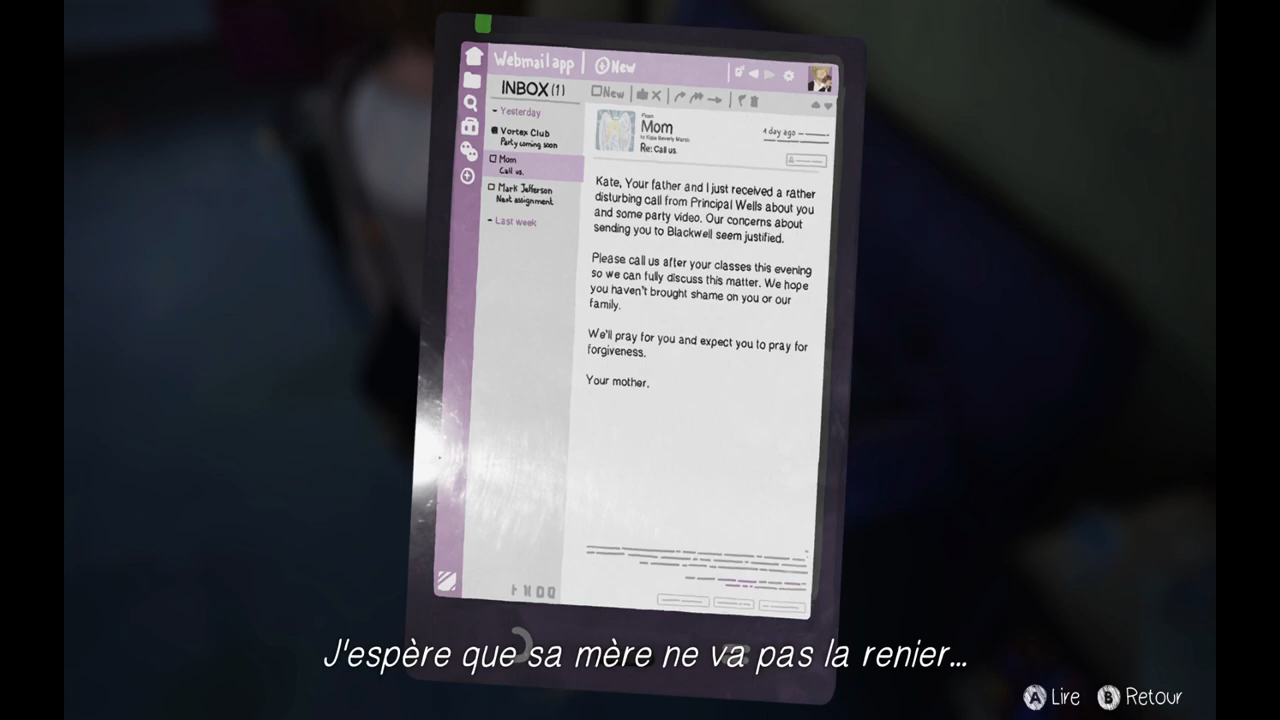 Webmail app
New
INBOX (1)
New
Yesterday
Vortex Club
Party coming soon
Mom
Call us.
Mark Jefferson
Next assignment
Last week
From
Mom
to Kate Beverly Marsh
Re: Call us.
1 day ago
Kate, Your father and I just received a rather
disturbing call from Principal Wells about you
and some party video. Our concerns about
sending you to Blackwell seem justified.
Please call us after your classes this evening
so we can fully discuss this matter. We hope
you haven't brought shame on you or our
family.
We'll pray for you and expect you to pray for
forgiveness.
Your mother.
J'espère que sa mère ne va pas la renier...
A Lire B Retour